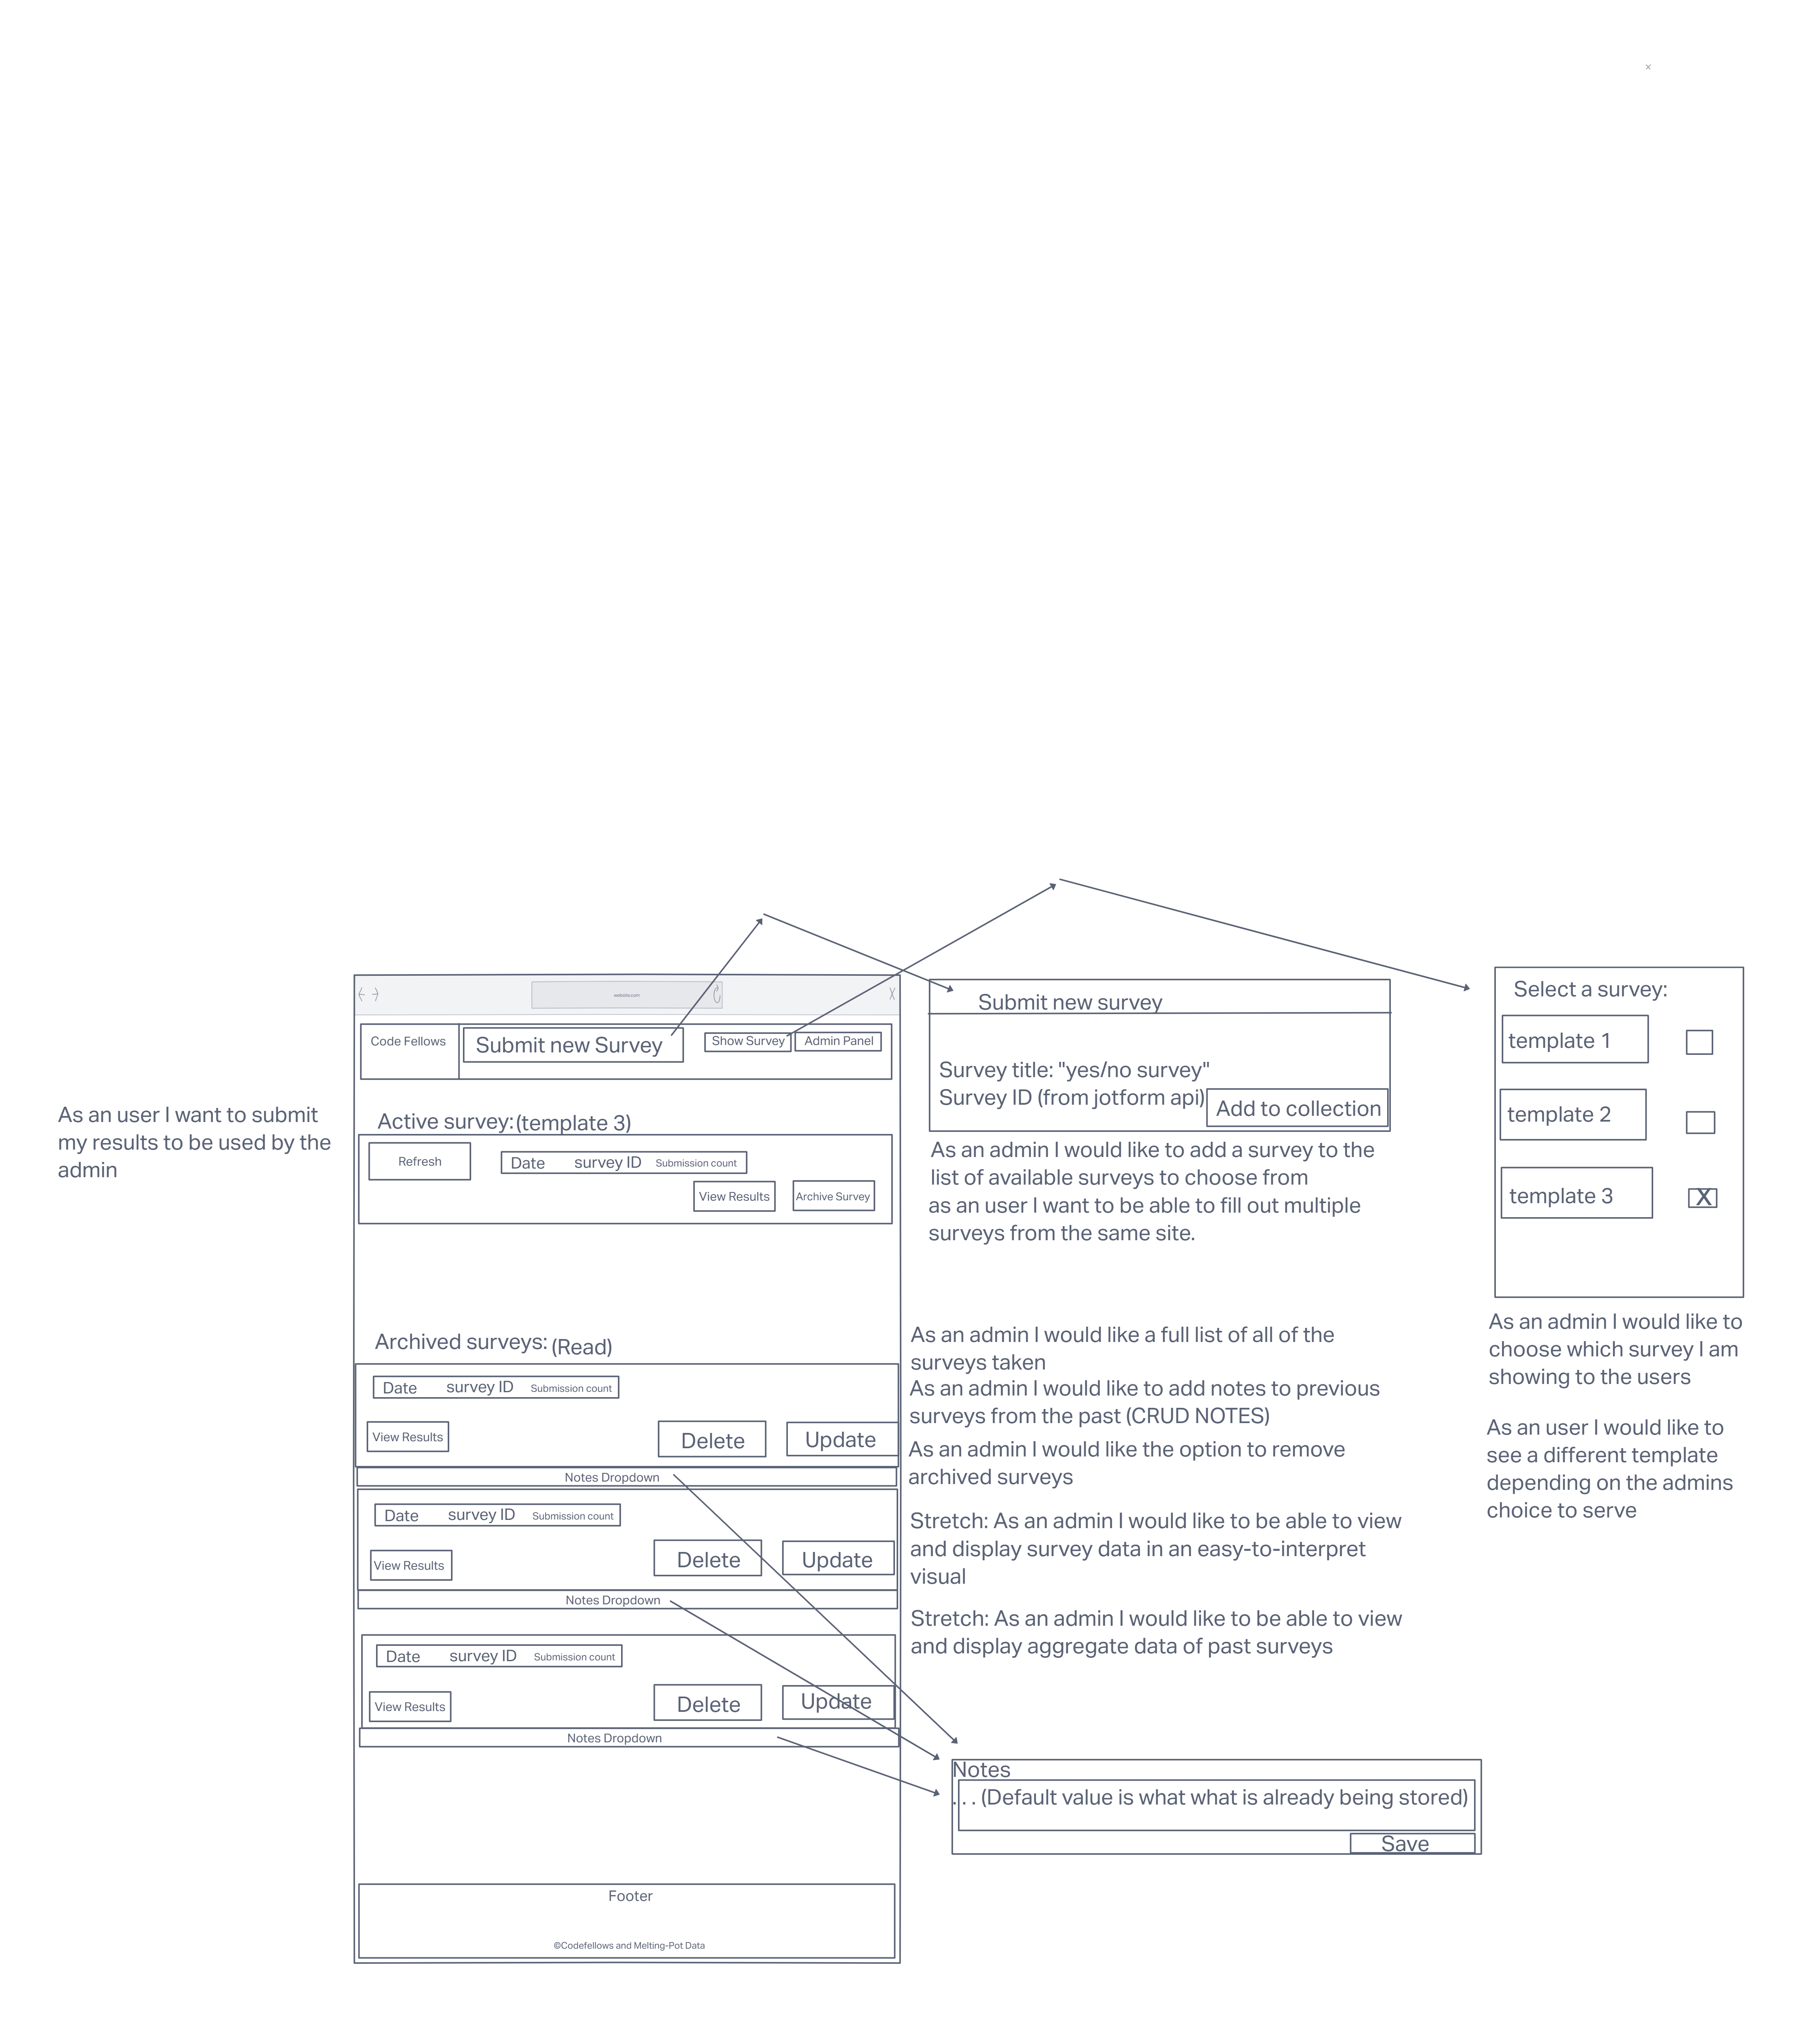 website.com
Code Fellows
Submit new Survey
Show Survey
Admin Panel
As an user I want to submit
my results to be used by the
admin
Active survey: (template 3)
Refresh
Date survey ID Submission count
View Results
Archive Survey
Archived surveys: (Read)
Date survey ID Submission count
View Results
Delete
Update
Notes Dropdown
Date survey ID Submission count
View Results
Delete
Update
Notes Dropdown
Date survey ID Submission count
View Results
Delete
Update
Notes Dropdown
Footer
©Codefellows and Melting-Pot Data
Submit new survey
Survey title: "yes/no survey"
Survey ID (from jotform api)
Add to collection
As an admin I would like to add a survey to the
list of available surveys to choose from
as an user I want to be able to fill out multiple
surveys from the same site.
As an admin I would like a full list of all of the
surveys taken
As an admin I would like to add notes to previous
surveys from the past (CRUD NOTES)
As an admin I would like the option to remove
archived surveys
Stretch: As an admin I would like to be able to view
and display survey data in an easy-to-interpret
visual
Stretch: As an admin I would like to be able to view
and display aggregate data of past surveys
Notes
... (Default value is what what is already being stored)
Save
Select a survey:
template 1
template 2
template 3
X
As an admin I would like to
choose which survey I am
showing to the users
As an user I would like to
see a different template
depending on the admins
choice to serve